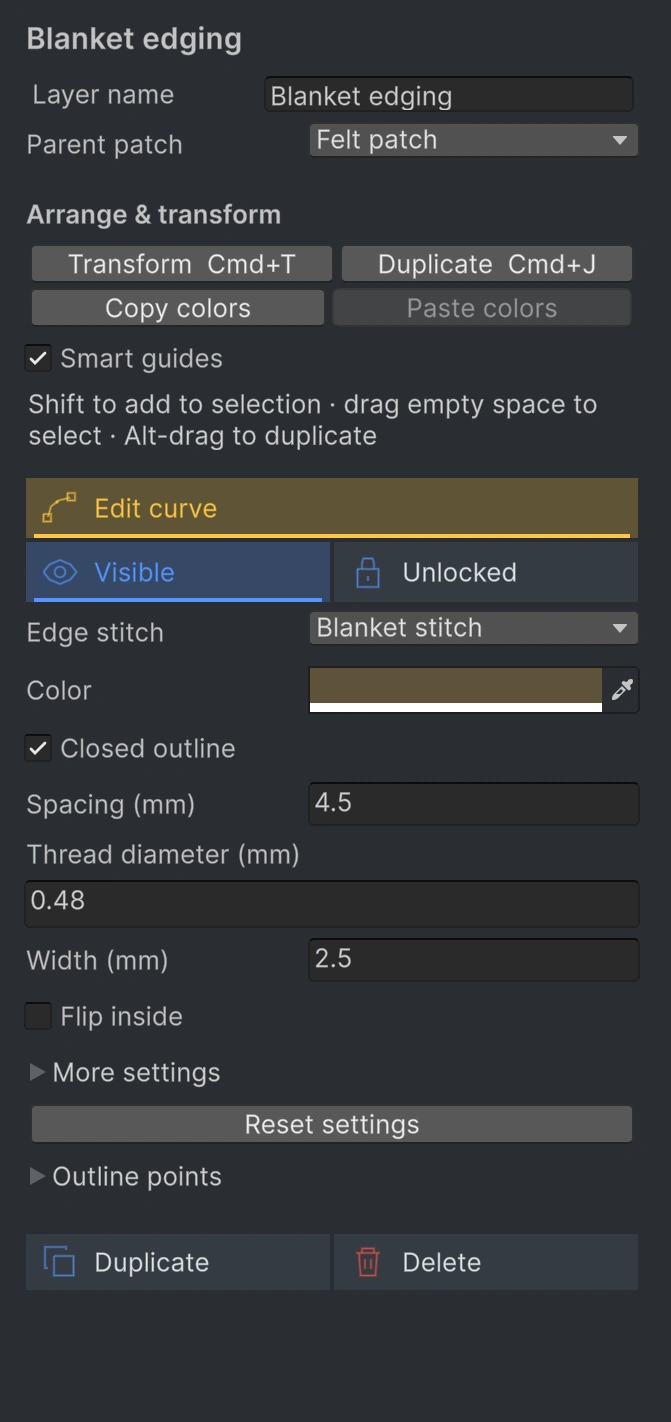 Blanket edging
Layer name Blanket edging
Parent patch Felt patch
Arrange & transform
Transform Cmd+T Duplicate Cmd+J
Copy colors Paste colors
Smart guides
Shift to add to selection · drag empty space to
select · Alt-drag to duplicate
Edit curve
Visible Unlocked
Edge stitch Blanket stitch
Color
Closed outline
Spacing (mm) 4.5
Thread diameter (mm)
0.48
Width (mm) 2.5
Flip inside
More settings
Reset settings
Outline points
Duplicate Delete